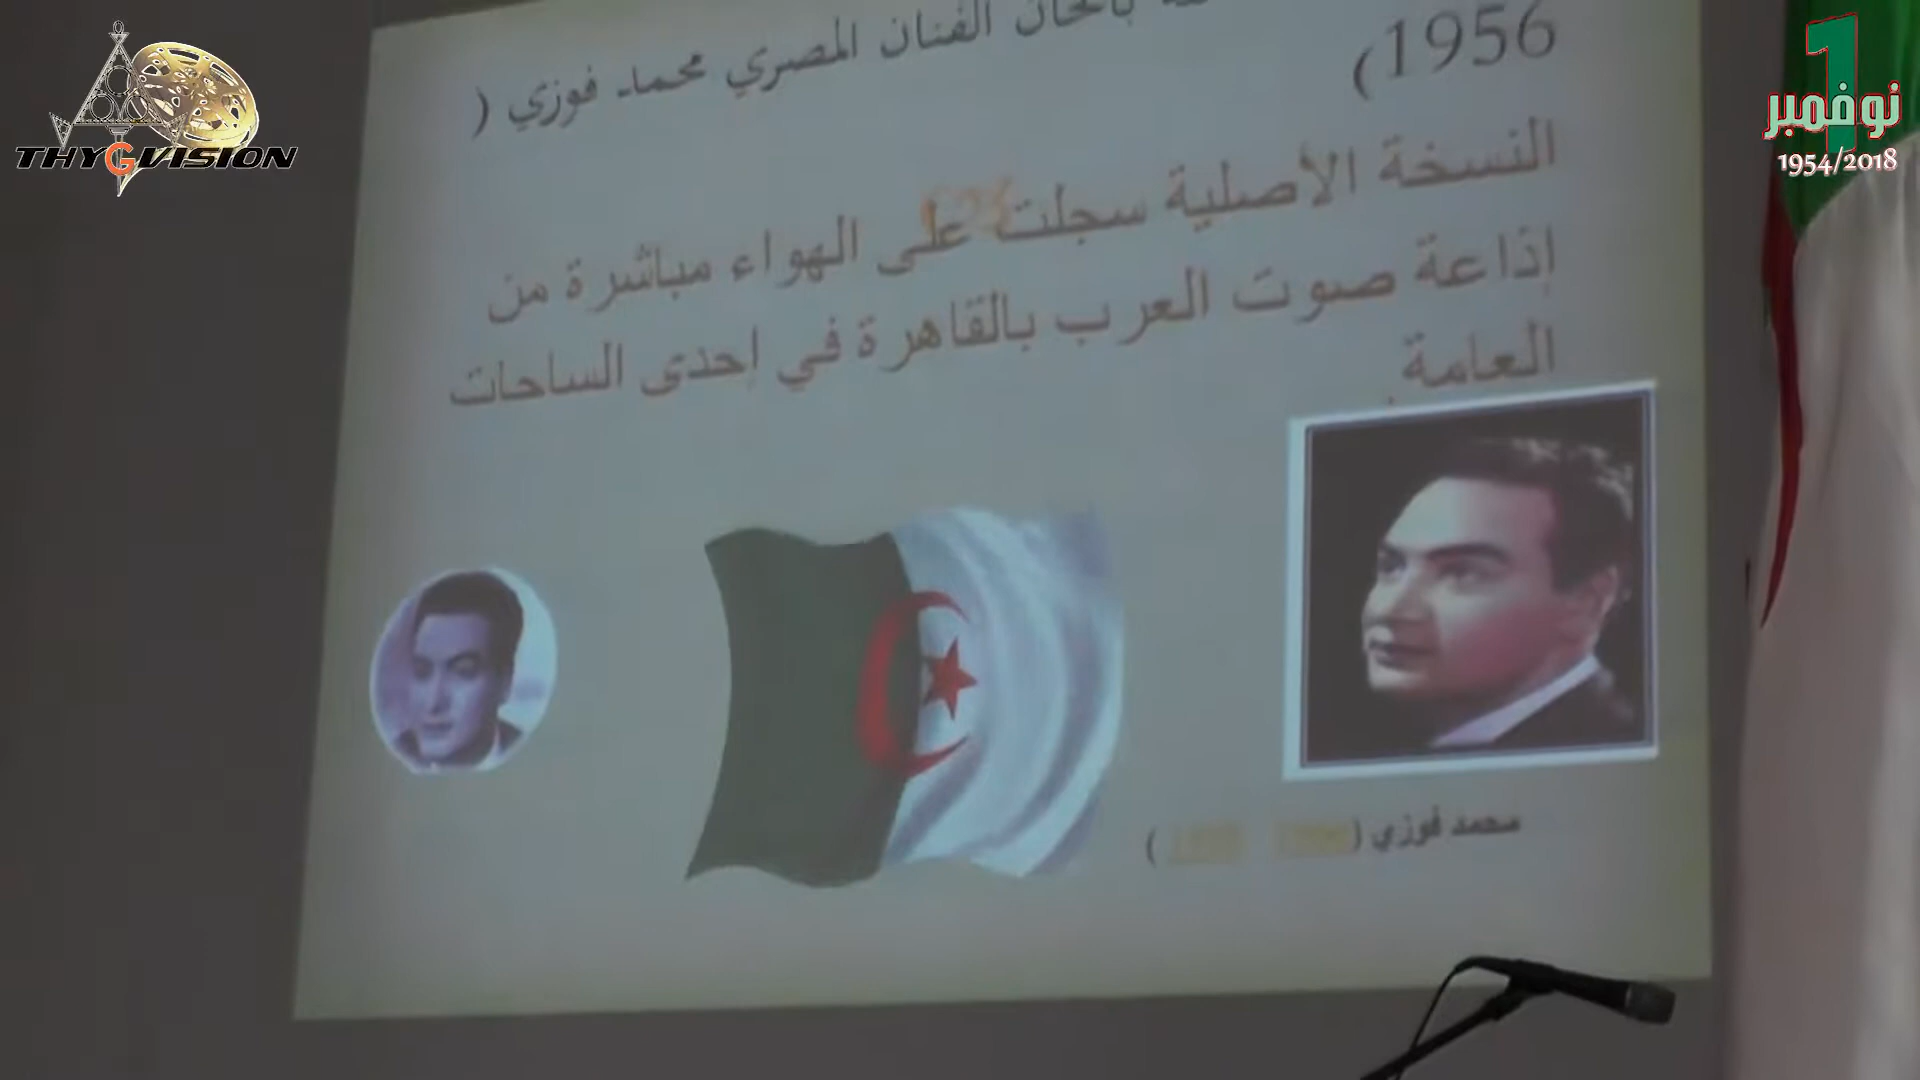 THYGVISION
1
نوفمبر
1954/2018
بألحان الفنان المصري محمد فوزي (
1956)
النسخة الأصلية سجلت على الهواء مباشرة من
إذاعة صوت العرب بالقاهرة في إحدى الساحات
العامة.
محمد فوزي (
)